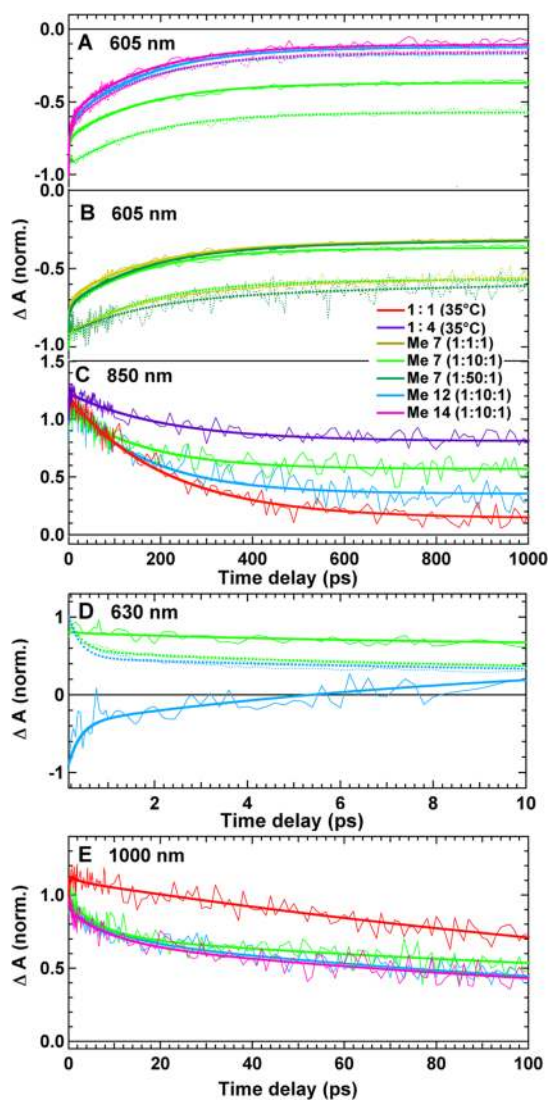 A 605 nm
0.0
-0.5
-1.0
B 605 nm
0.0
-0.5
-1.0
Δ A (norm.)
1 : 1 (35°C)
1 : 4 (35°C)
Me 7 (1:1:1)
Me 7 (1:10:1)
Me 7 (1:50:1)
Me 12 (1:10:1)
Me 14 (1:10:1)
C 850 nm
1.5
1.0
0.5
0.0
0 200 400 600 800 1000
Time delay (ps)
D 630 nm
1
0
-1
Δ A (norm.)
2 4 6 8 10
Time delay (ps)
E 1000 nm
1.0
0.5
0.0
Δ A (norm.)
0 20 40 60 80 100
Time delay (ps)